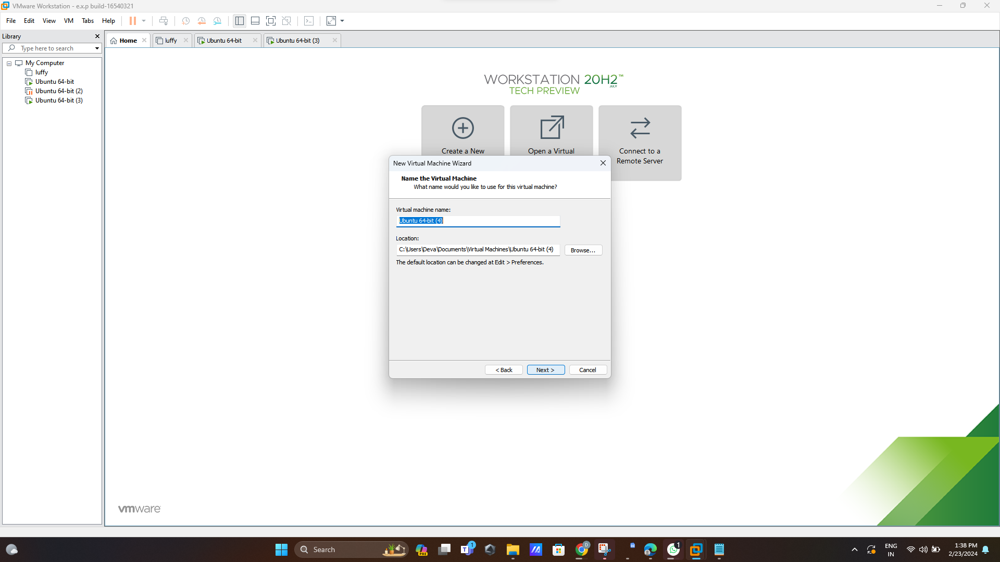 VMware Workstation - e.x.p build-16540321
File Edit View VM Tabs Help
Library
Type here to search
My Computer
luffy
Ubuntu 64-bit
Ubuntu 64-bit (2)
Ubuntu 64-bit (3)
Home luffy Ubuntu 64-bit Ubuntu 64-bit (3)
WORKSTATION 20H2™
JULY
TECH PREVIEW
Create a New
Open a Virtual
Connect to a
Remote Server
New Virtual Machine Wizard
Name the Virtual Machine
What name would you like to use for this virtual machine?
Virtual machine name:
Ubuntu 64-bit (4)
Location:
C:\Users\Deva\Documents\Virtual Machines\Ubuntu 64-bit (4)
Browse...
The default location can be changed at Edit > Preferences.
< Back Next > Cancel
vmware
Search
PRE
T
1
D
1
ENG
IN
1:38 PM
2/23/2024